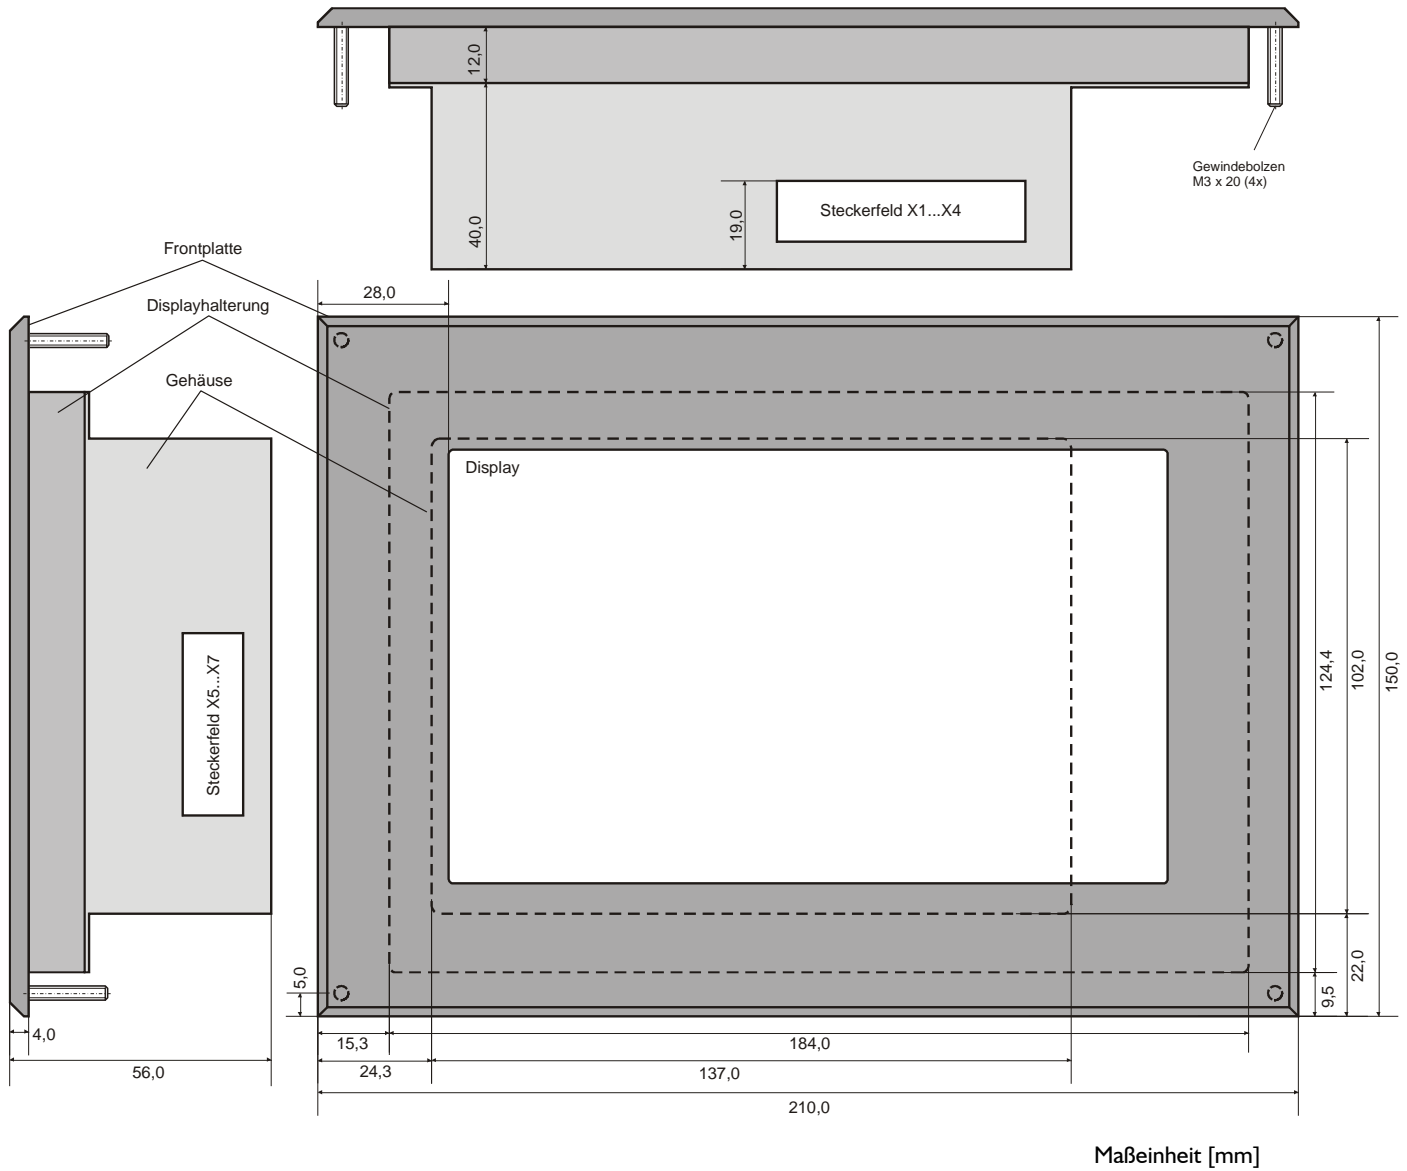 12,0
Gewindebolzen
M3 x 20 (4x)
Steckerfeld X1...X4
19,0
40,0
Frontplatte
28,0
Displayhalterung
Gehäuse
Display
Steckerfeld X5...X7
124,4
102,0
150,0
5,0
22,0
9,5
4,0
15,3
184,0
56,0
24,3
137,0
210,0
Maßeinheit [mm]